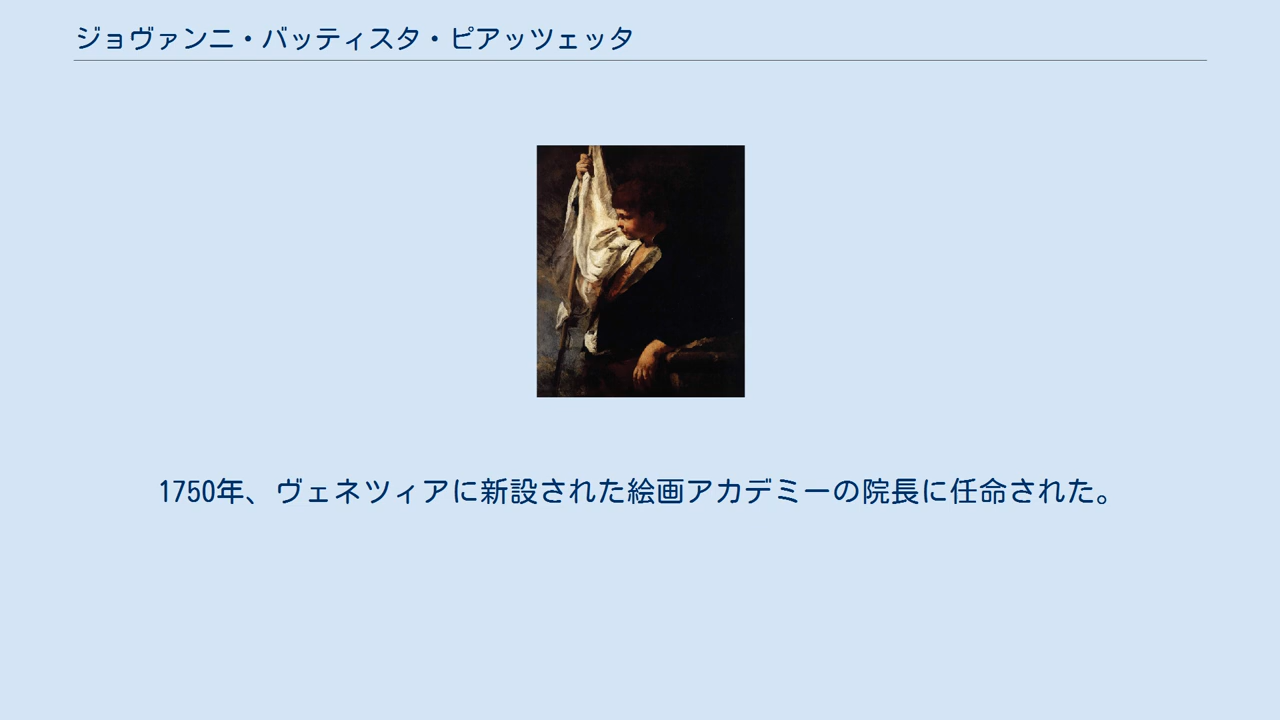 ジョヴァンニ・バッティスタ・ピアッツェッタ
1750年、ヴェネツィアに新設された絵画アカデミーの院長に任命された。